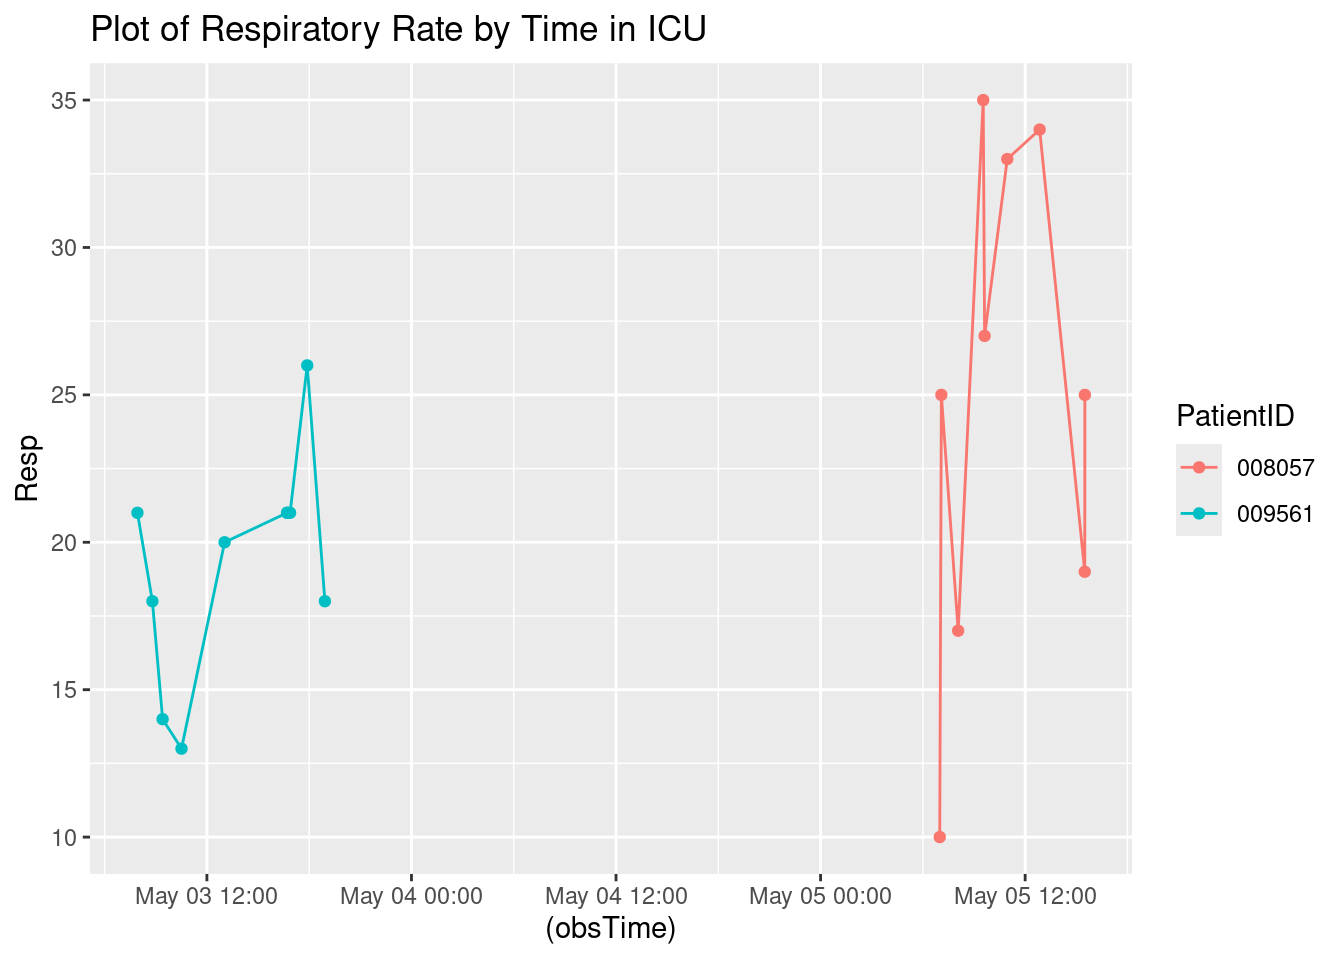 Plot of Respiratory Rate by Time in ICU
Resp
35
30
25
20
15
10
May 03 12:00
May 04 00:00
May 04 12:00
May 05 00:00
May 05 12:00
(obsTime)
PatientID
008057
009561